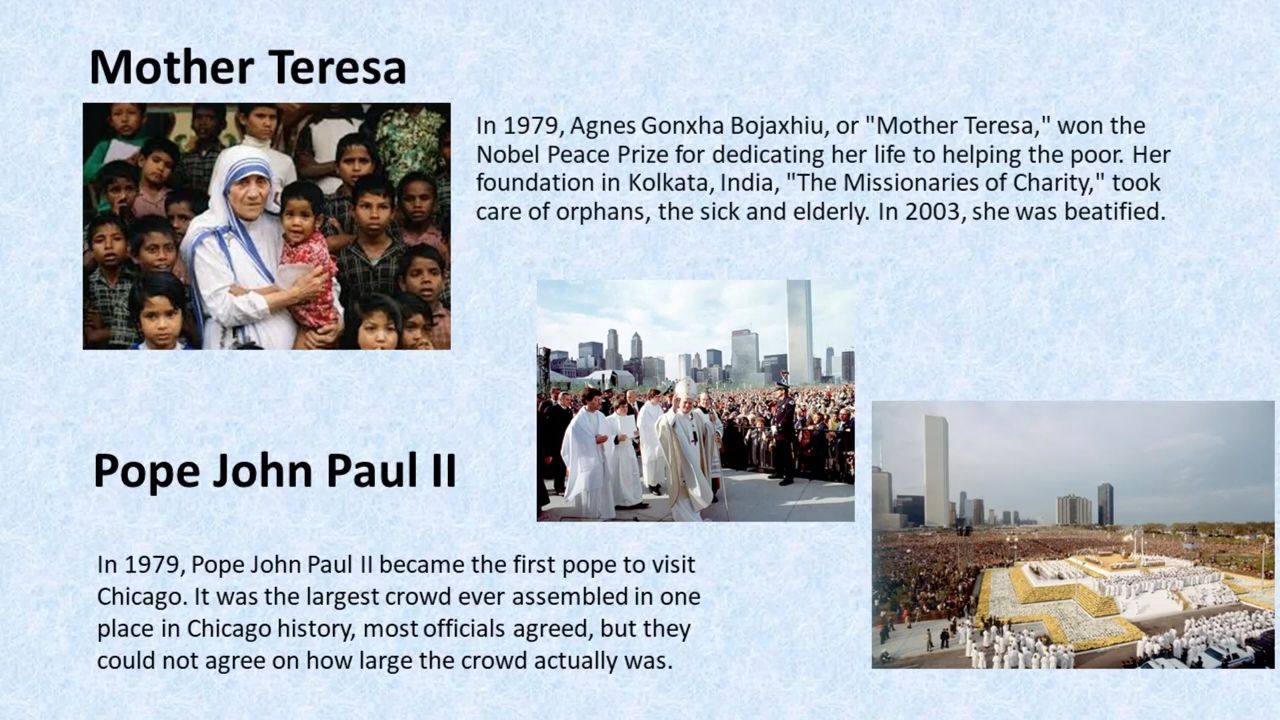 Mother Teresa
In 1979, Agnes Gonxha Bojaxhiu, or "Mother Teresa," won the
Nobel Peace Prize for dedicating her life to helping the poor. Her
foundation in Kolkata, India, "The Missionaries of Charity," took
care of orphans, the sick and elderly. In 2003, she was beatified.
Pope John Paul II
In 1979, Pope John Paul II became the first pope to visit
Chicago. It was the largest crowd ever assembled in one
place in Chicago history, most officials agreed, but they
could not agree on how large the crowd actually was.